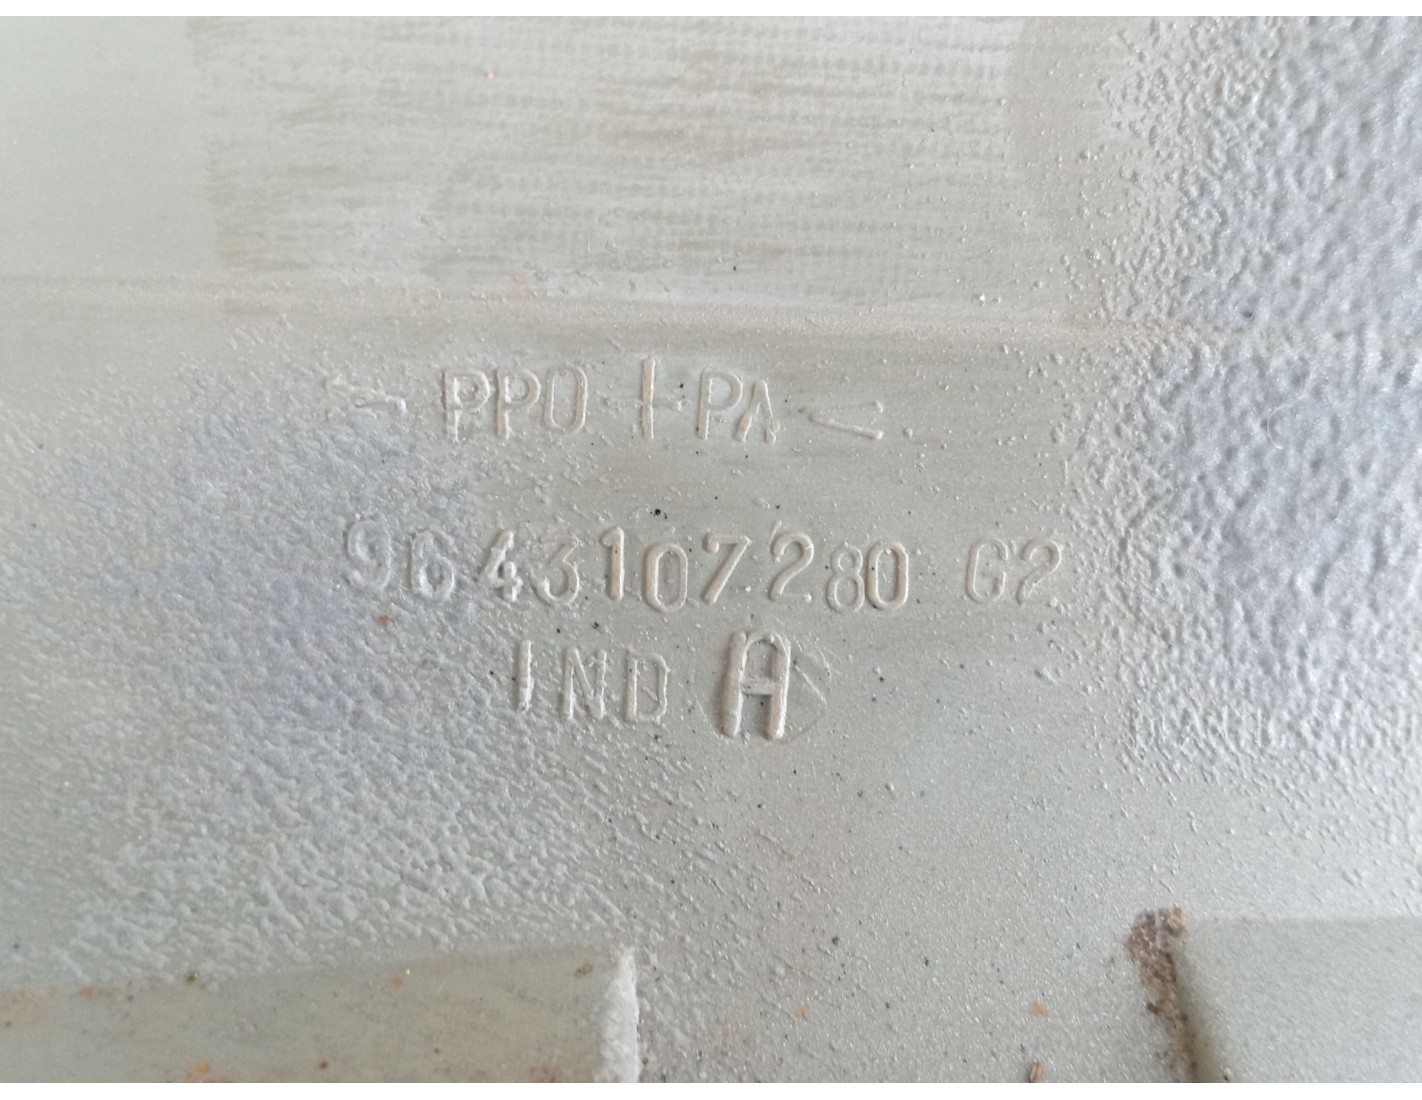 > PPO + PA <
9643107280 G2
IND A